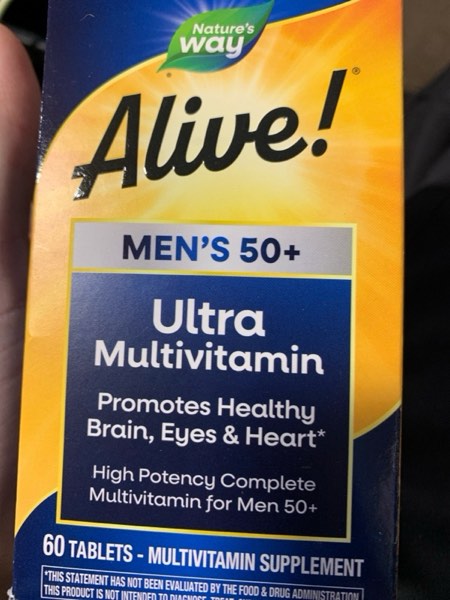 Nature's
way
Alive!®
MEN'S 50+
Ultra
Multivitamin
Promotes Healthy
Brain, Eyes & Heart*
High Potency Complete
Multivitamin for Men 50+
60 TABLETS - MULTIVITAMIN SUPPLEMENT
*THIS STATEMENT HAS NOT BEEN EVALUATED BY THE FOOD & DRUG ADMINISTRATION
THIS PRODUCT IS NOT INTENDED TO DIAGNOSE, TREAT,